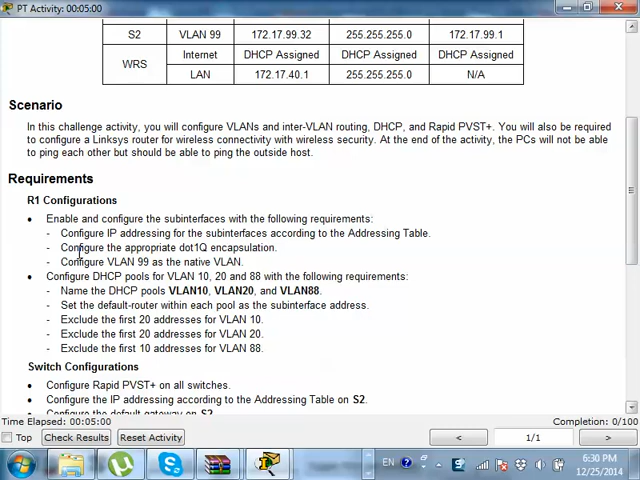 PT Activity: 00:05:00
S2 VLAN 99 172.17.99.32 255.255.255.0 172.17.99.1
WRS Internet DHCP Assigned DHCP Assigned DHCP Assigned
LAN 172.17.40.1 255.255.255.0 N/A
Scenario
In this challenge activity, you will configure VLANs and inter-VLAN routing, DHCP, and Rapid PVST+. You will also be required
to configure a Linksys router for wireless connectivity with wireless security. At the end of the activity, the PCs will not be able
to ping each other but should be able to ping the outside host.
Requirements
R1 Configurations
• Enable and configure the subinterfaces with the following requirements:
- Configure IP addressing for the subinterfaces according to the Addressing Table.
- Configure the appropriate dot1Q encapsulation.
- Configure VLAN 99 as the native VLAN.
• Configure DHCP pools for VLAN 10, 20 and 88 with the following requirements:
- Name the DHCP pools VLAN10, VLAN20, and VLAN88.
- Set the default-router within each pool as the subinterface address.
- Exclude the first 20 addresses for VLAN 10.
- Exclude the first 20 addresses for VLAN 20.
- Exclude the first 10 addresses for VLAN 88.
Switch Configurations
• Configure Rapid PVST+ on all switches.
• Configure the IP addressing according to the Addressing Table on S2.
• Configure the default gateway on S2.
Time Elapsed: 00:05:00 Completion: 0/100
Top Check Results Reset Activity < 1/1 >
EN 6:30 PM
12/25/2014